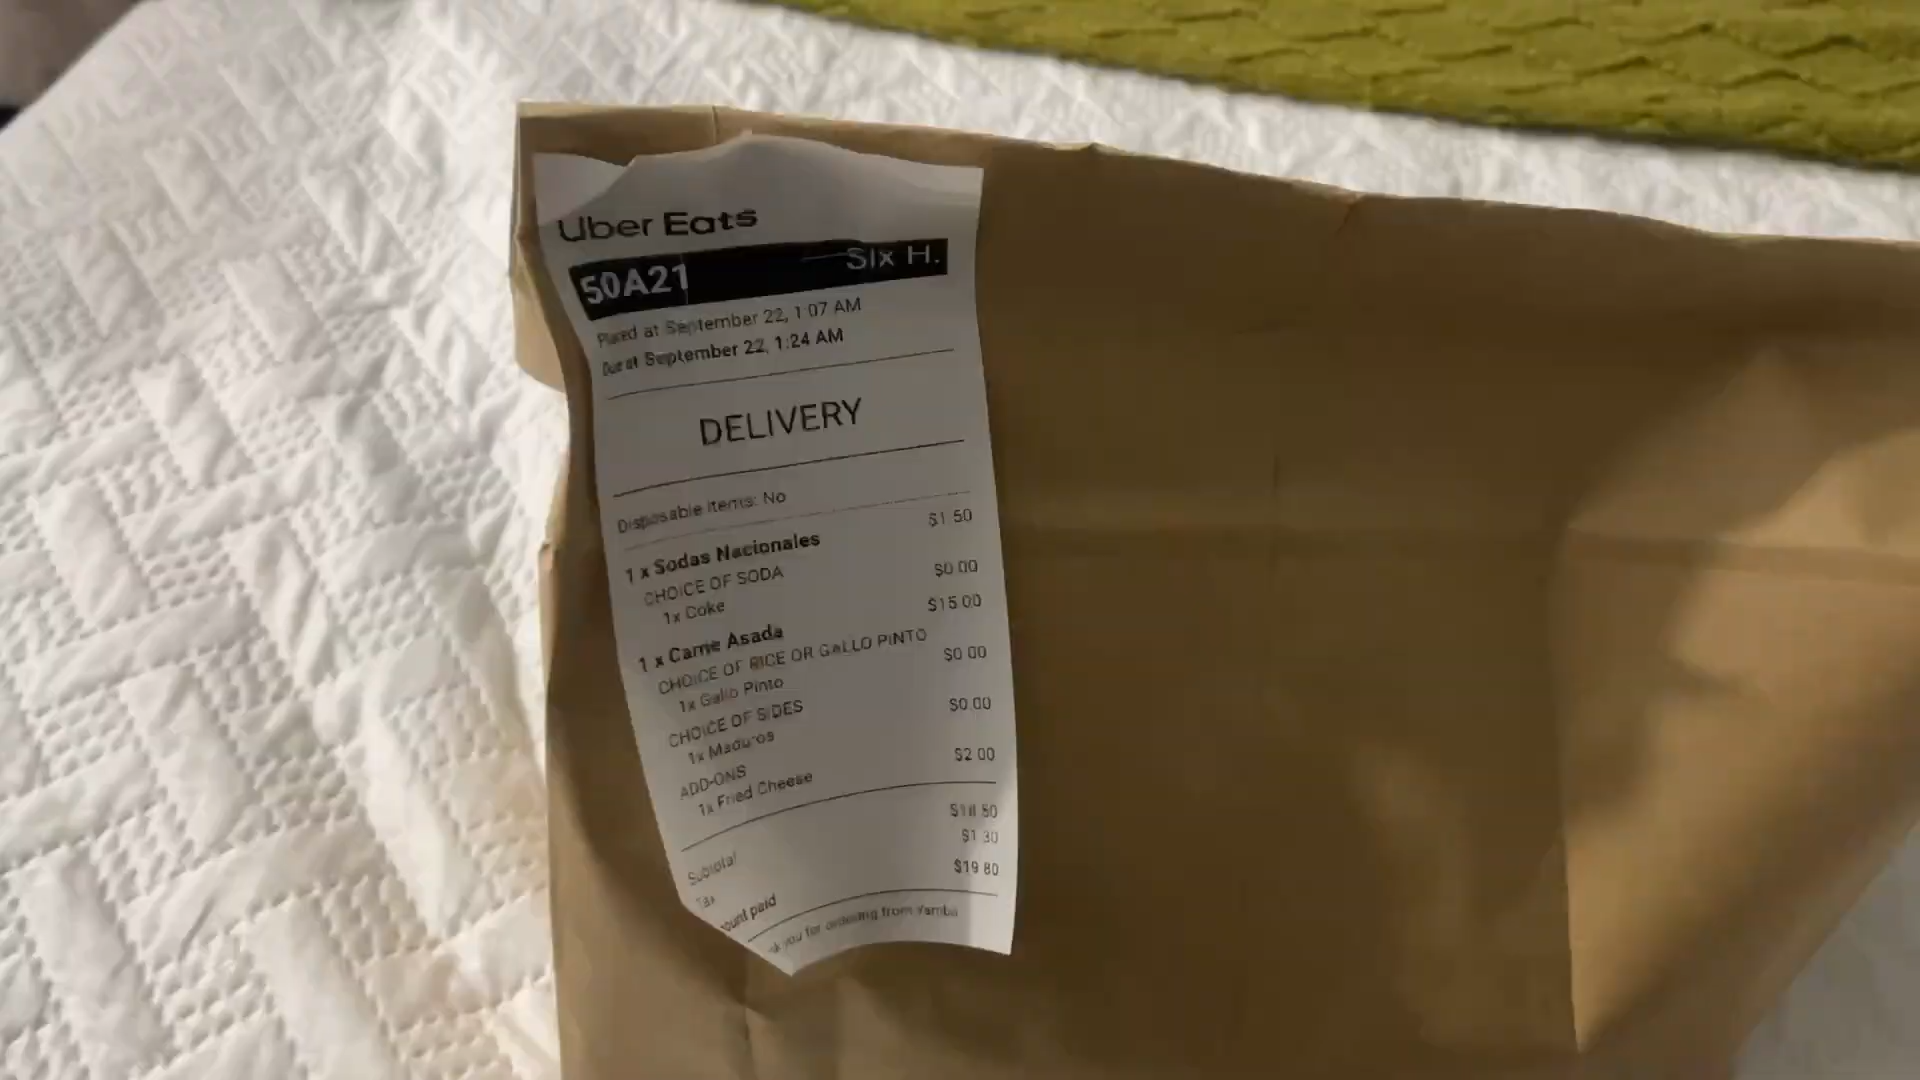 Uber Eats
50A21 Six H.
Placed at September 22, 1:07 AM
Due at September 22, 1:24 AM
DELIVERY
Disposable items: No
1 x Sodas Nacionales $1.50
CHOICE OF SODA
1x Coke $0.00
1 x Carne Asada $15.00
CHOICE OF RICE OR GALLO PINTO
1x Gallo Pinto $0.00
CHOICE OF SIDES
1x Maduros $0.00
ADD-ONS
1x Fried Cheese $2.00
Subtotal $18.50
Tax $1.30
ount paid $19.80
k you for ordering from Yamba